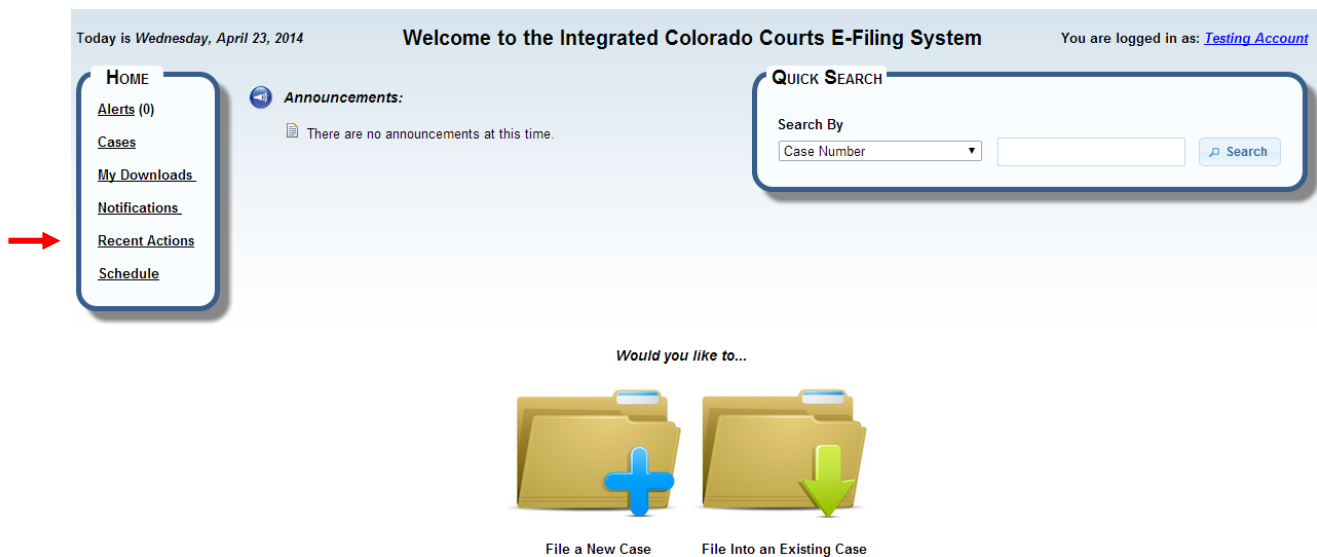 Today is Wednesday, April 23, 2014
Welcome to the Integrated Colorado Courts E-Filing System
You are logged in as: Testing Account
HOME
Alerts (0)
Cases
My Downloads
Notifications
Recent Actions
Schedule
Announcements:
There are no announcements at this time.
QUICK SEARCH
Search By
Case Number
Search
Would you like to...
File a New Case
File Into an Existing Case